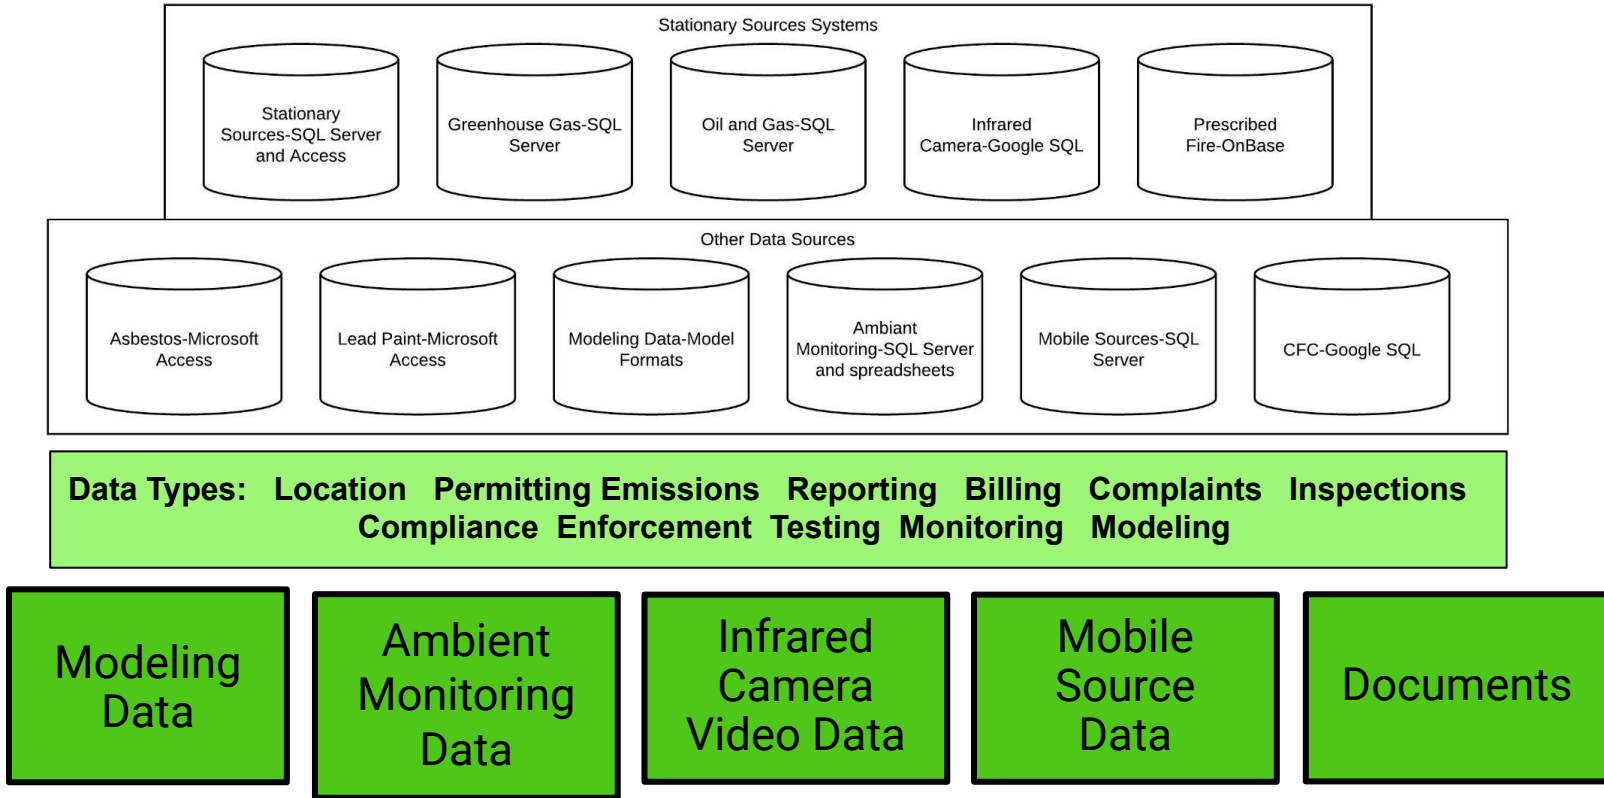 Stationary Sources Systems
Stationary
Sources-SQL Server
and Access
Greenhouse Gas-SQL
Server
Oil and Gas-SQL
Server
Infrared
Camera-Google SQL
Prescribed
Fire-OnBase
Other Data Sources
Asbestos-Microsoft
Access
Lead Paint-Microsoft
Access
Modeling Data-Model
Formats
Ambiant
Monitoring-SQL Server
and spreadsheets
Mobile Sources-SQL
Server
CFC-Google SQL
Data Types: Location Permitting Emissions Reporting Billing Complaints Inspections
Compliance Enforcement Testing Monitoring Modeling
Modeling
Data
Ambient
Monitoring
Data
Infrared
Camera
Video Data
Mobile
Source
Data
Documents